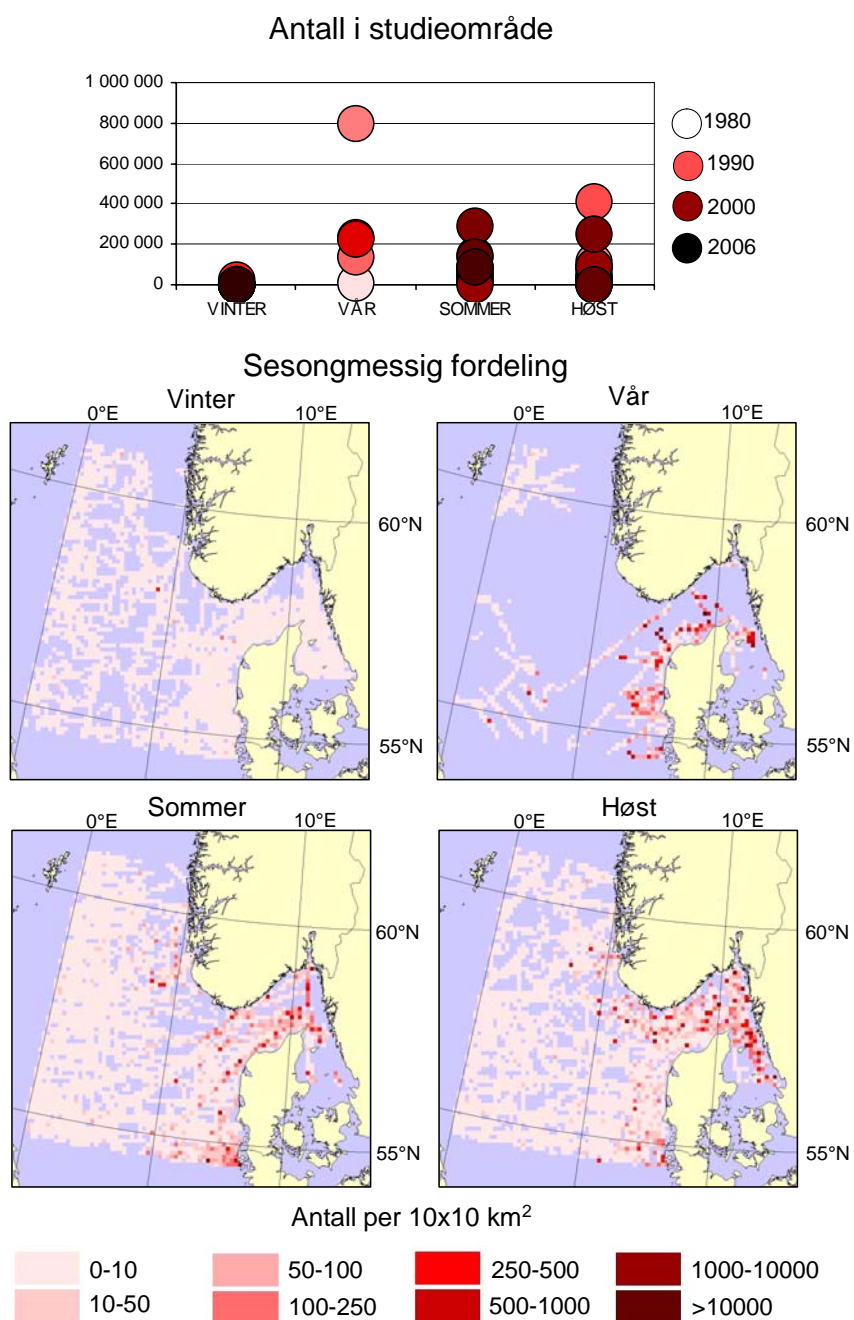 Antall i studieområde
1 000 000
800 000
600 000
400 000
200 000
0
VINTER VÅR SOMMER HØST
1980
1990
2000
2006
Sesongmessig fordeling
Vinter Vår
0°E 10°E 0°E 10°E
60°N 60°N
55°N 55°N
Sommer Høst
0°E 10°E 0°E 10°E
60°N 60°N
55°N 55°N
Antall per 10x10 km²
0-10 50-100 250-500 1000-10000
10-50 100-250 500-1000 >10000